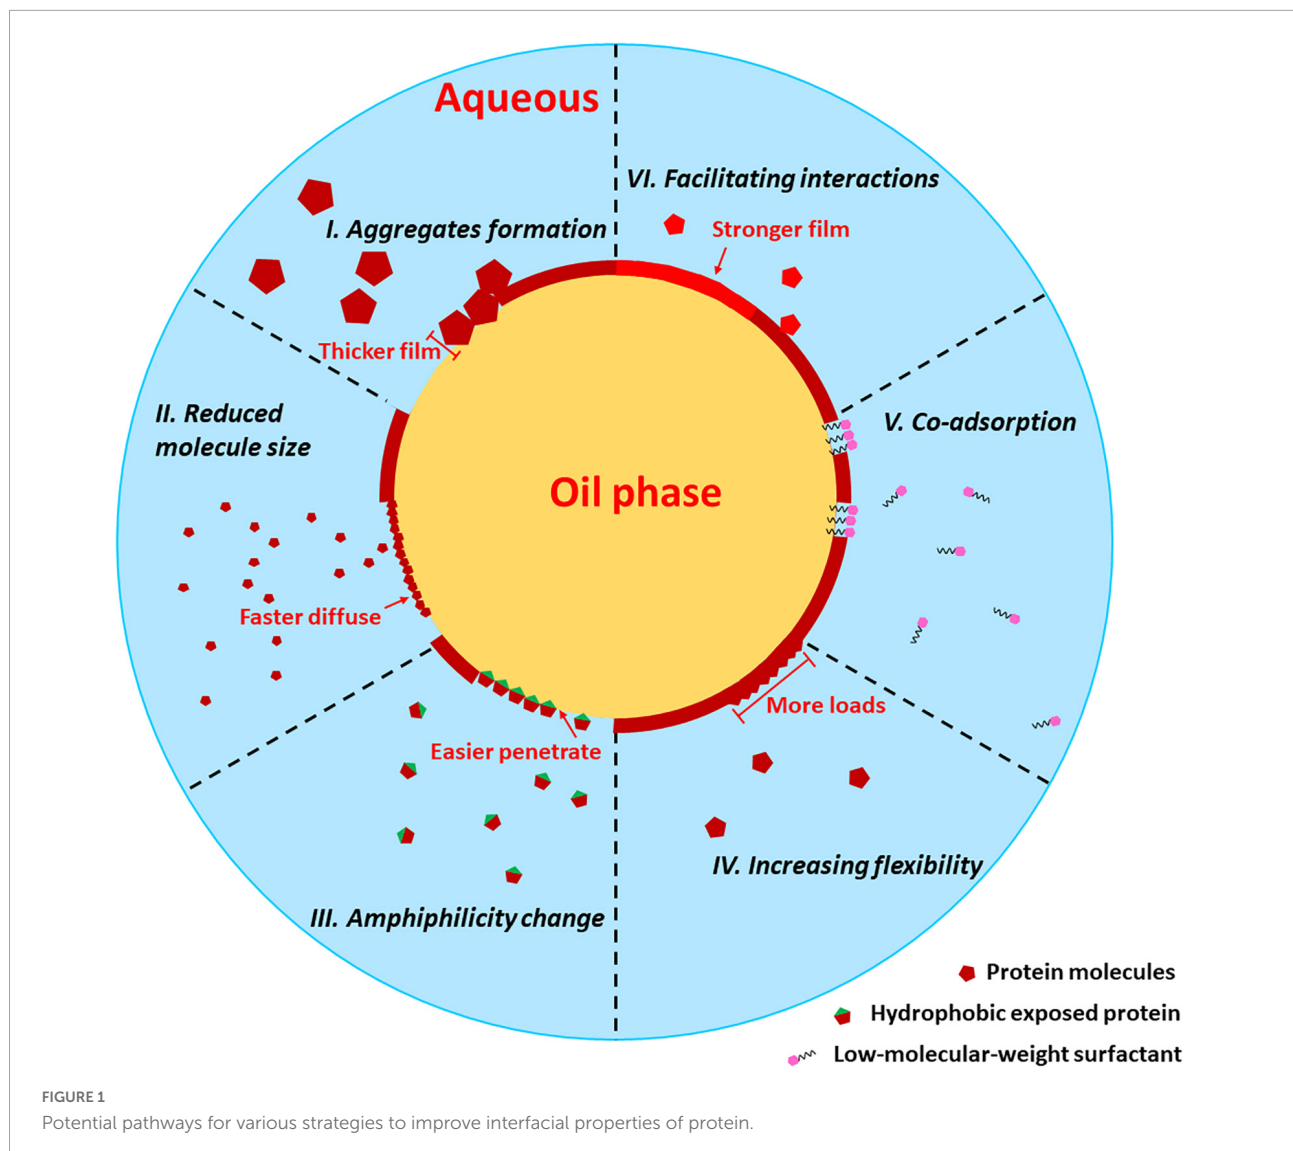 Aqueous
VI. Facilitating interactions
I. Aggregates formation
Stronger film
Thicker film
II. Reduced
molecule size
V. Co-adsorption
Oil phase
Faster diffuse
More loads
Easier penetrate
IV. Increasing flexibility
III. Amphiphilicity change
Protein molecules
Hydrophobic exposed protein
Low-molecular-weight surfactant
FIGURE 1
Potential pathways for various strategies to improve interfacial properties of protein.